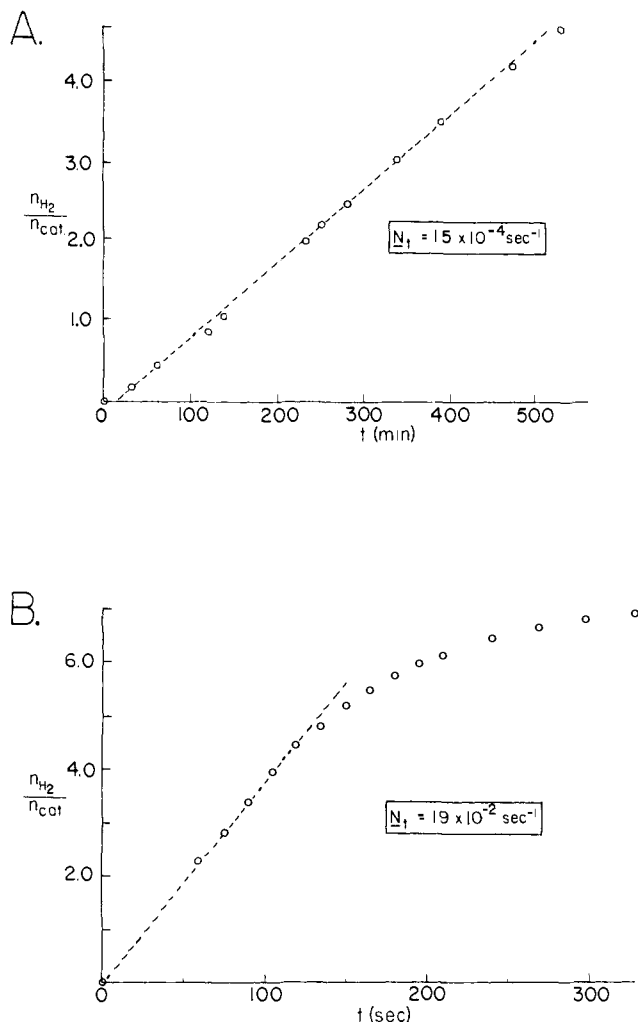 A.
4.0
3.0
n_H2 / n_cat.
2.0
N_t = 15 x 10⁻⁴ sec⁻¹
1.0
0 100 200 300 400 500
t (min)
B.
6.0
4.0
n_H2 / n_cat
N_t = 19 x 10⁻² sec⁻¹
2.0
0 100 200 300
t (sec)